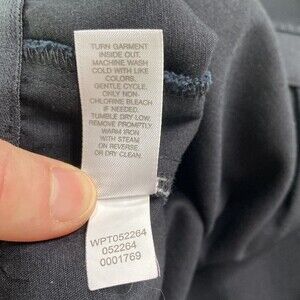 TURN GARMENT
INSIDE OUT.
MACHINE WASH
COLD WITH LIKE
COLORS.
GENTLE CYCLE.
ONLY NON-
CHLORINE BLEACH
IF NEEDED.
TUMBLE DRY LOW,
REMOVE PROMPTLY.
WARM IRON
WITH STEAM
ON REVERSE,
OR DRY CLEAN.
WPT052264
052264
0001769